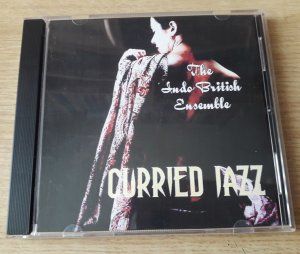 The
Indo British
Ensemble
CURRIED JAZZ